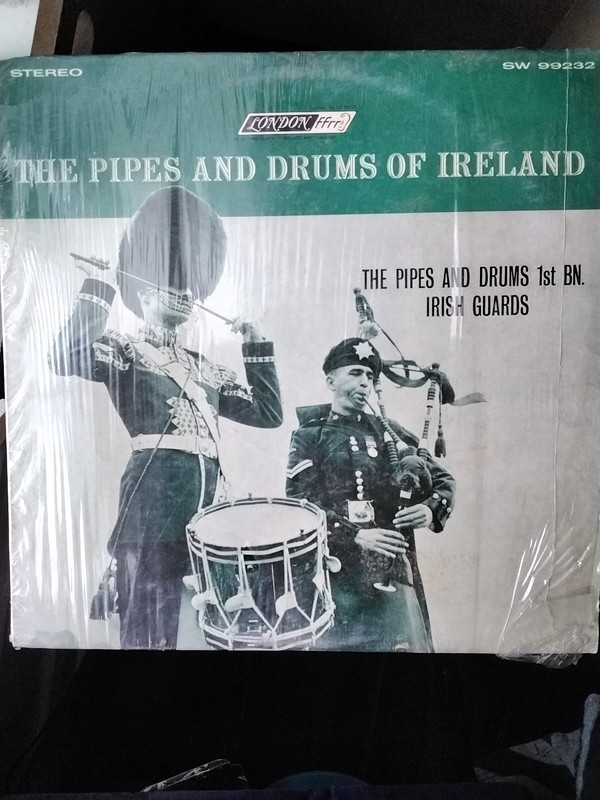 STEREO
SW 99232
LONDON ffrr
THE PIPES AND DRUMS OF IRELAND
THE PIPES AND DRUMS 1st BN.
IRISH GUARDS